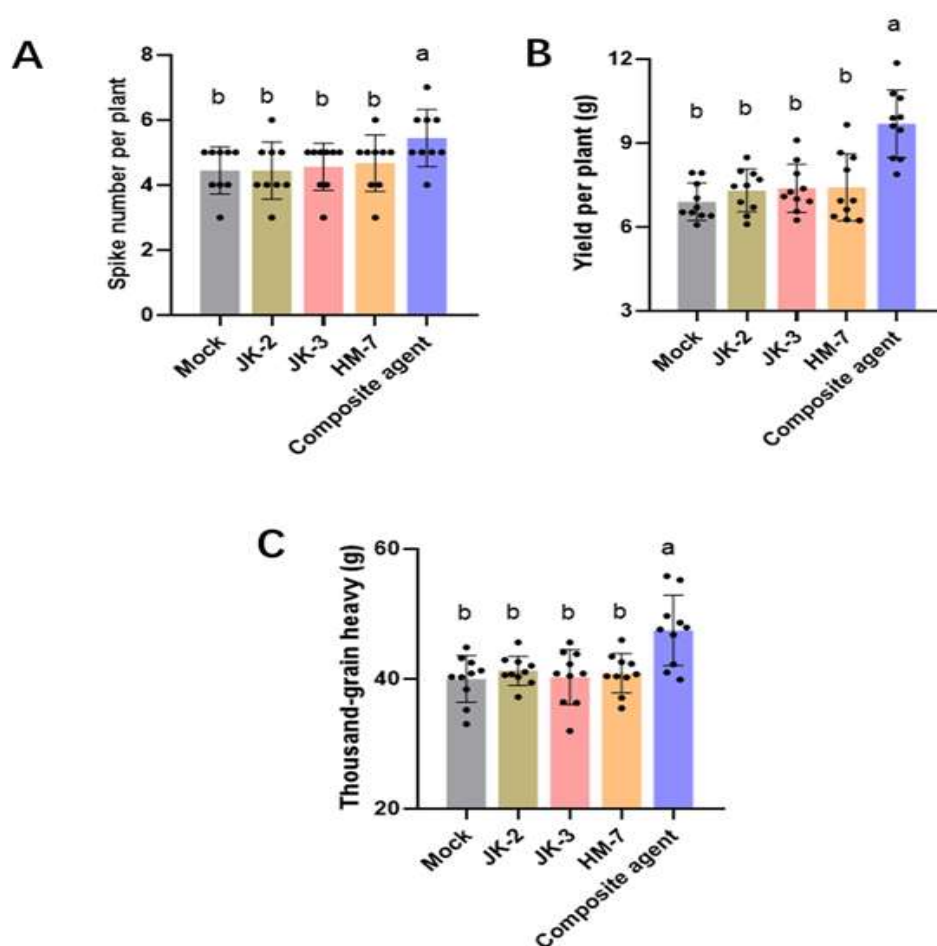 A
Spike number per plant
8
6
4
2
0
b
b
b
b
a
Mock
JK-2
JK-3
HM-7
Composite agent
B
Yield per plant (g)
12
9
6
3
b
b
b
b
a
Mock
JK-2
JK-3
HM-7
Composite agent
C
Thousand-grain heavy (g)
60
40
20
b
b
b
b
a
Mock
JK-2
JK-3
HM-7
Composite agent